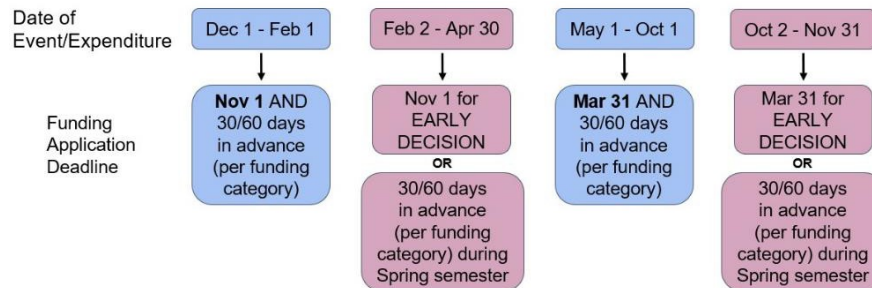 Date of
Event/Expenditure
Dec 1 - Feb 1
Feb 2 - Apr 30
May 1 - Oct 1
Oct 2 - Nov 31
Funding
Application
Deadline
Nov 1 AND
30/60 days
in advance
(per funding
category)
Nov 1 for
EARLY
DECISION
OR
30/60 days
in advance
(per funding
category) during
Spring semester
Mar 31 AND
30/60 days
in advance
(per funding
category)
Mar 31 for
EARLY
DECISION
OR
30/60 days
in advance
(per funding
category) during
Spring semester